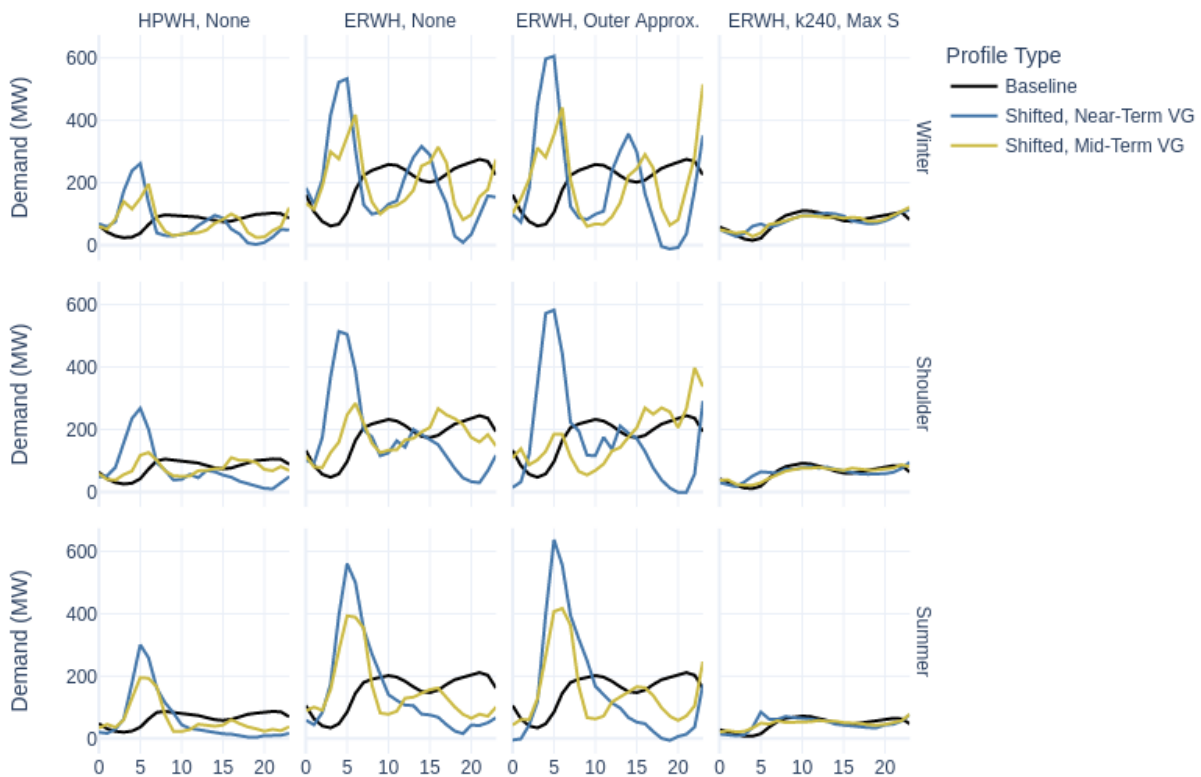 HPWH, None
ERWH, None
ERWH, Outer Approx.
ERWH, k240, Max S
Profile Type
Baseline
Shifted, Near-Term VG
Shifted, Mid-Term VG
Demand (MW)
600
400
200
0
Winter
Demand (MW)
600
400
200
0
Shoulder
Demand (MW)
600
400
200
0
Summer
0 5 10 15 20 0 5 10 15 20 0 5 10 15 20 0 5 10 15 20